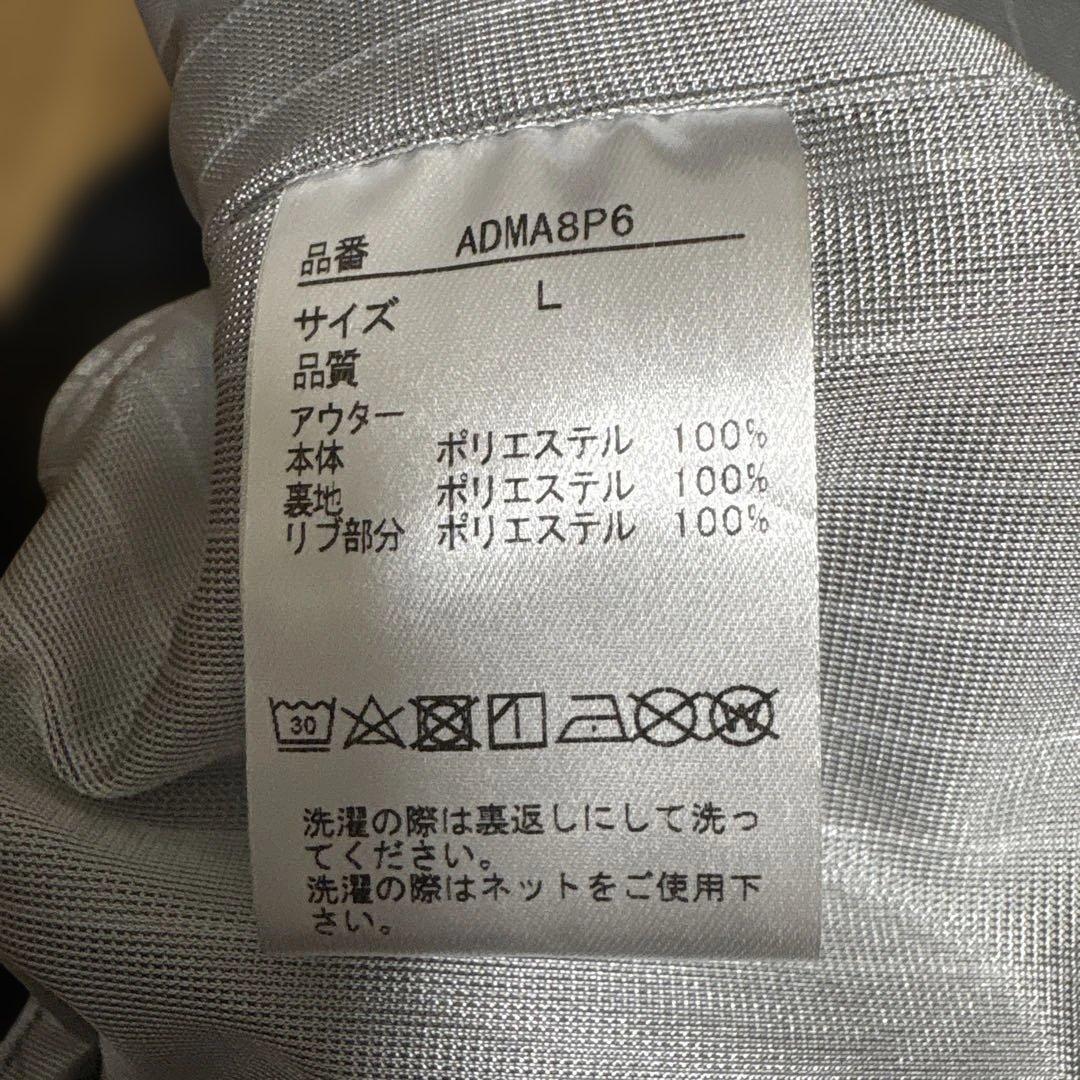 品番 ADMA8P6
サイズ L
品質
アウター
本体 ポリエステル 100%
裏地 ポリエステル 100%
リブ部分 ポリエステル 100%
30 W
洗濯の際は裏返しにして洗っ
てください。
洗濯の際はネットをご使用下
さい。